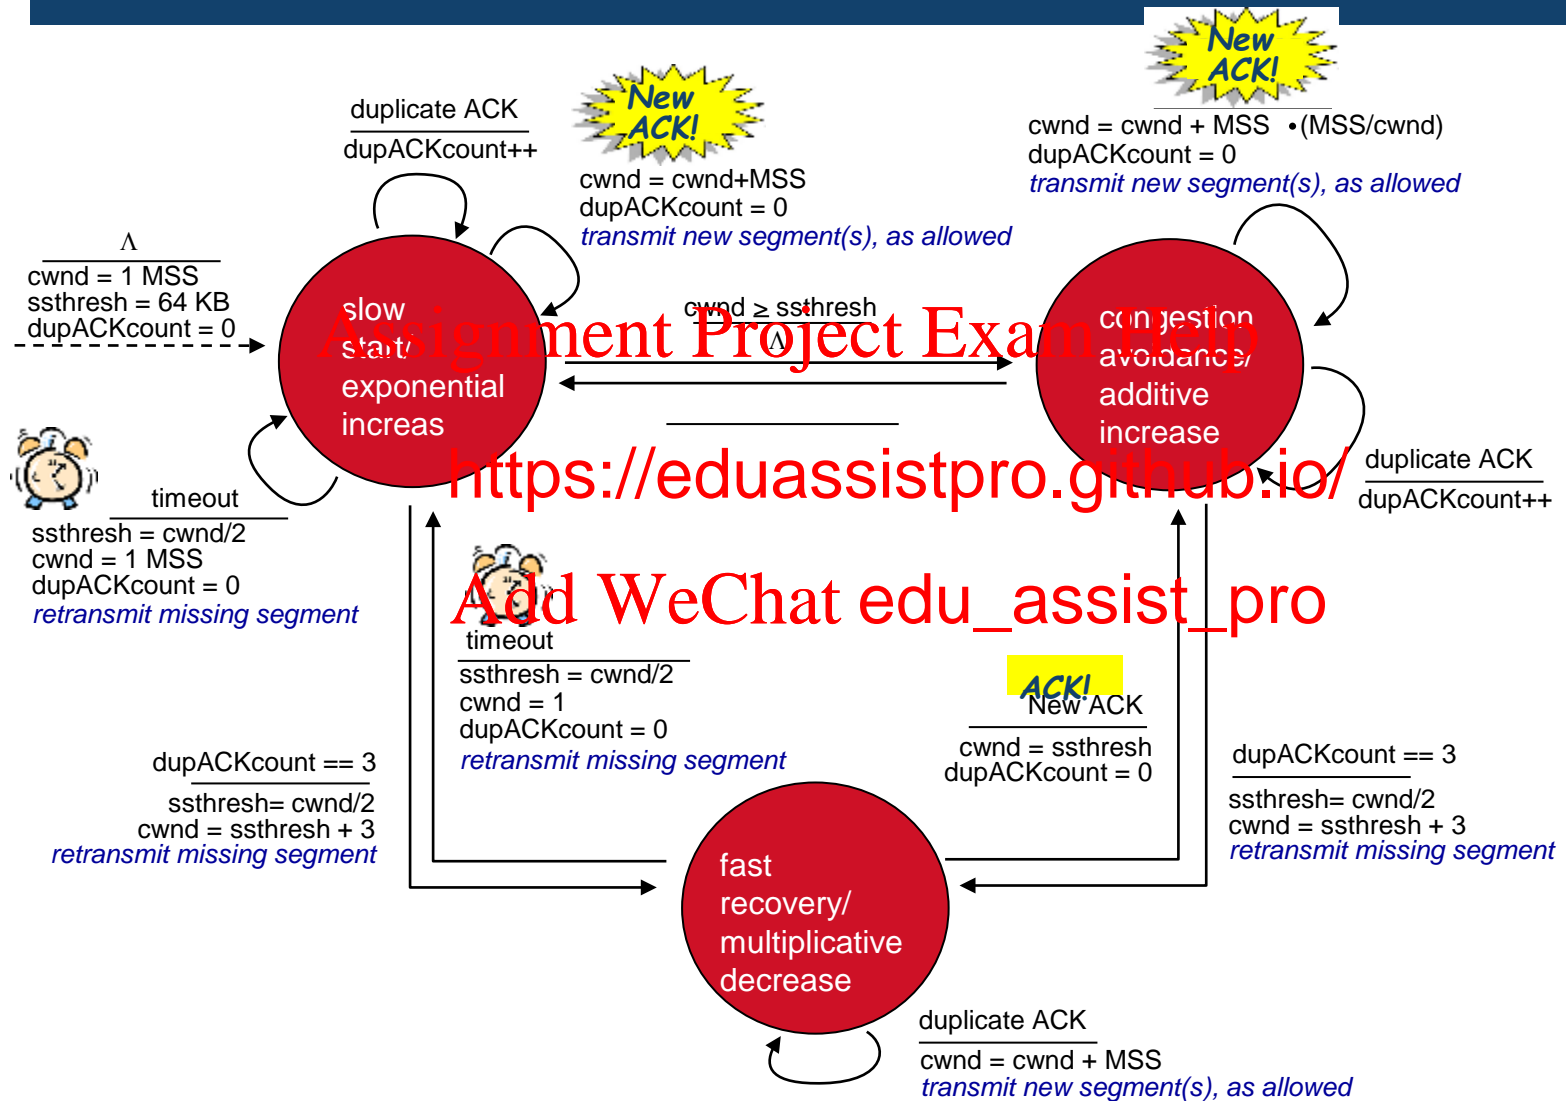 New
ACK!
cwnd = cwnd + MSS •(MSS/cwnd)
dupACKcount = 0
transmit new segment(s), as allowed
duplicate ACK
dupACKcount++
New
ACK!
cwnd = cwnd+MSS
dupACKcount = 0
transmit new segment(s), as allowed
Λ
cwnd = 1 MSS
ssthresh = 64 KB
dupACKcount = 0
slow
start/
exponential
increas
cwnd ≥ ssthresh
Λ
congestion
avoidance/
additive
increase
Assignment Project Exam Help
https://eduassistpro.github.io/
Add WeChat edu_assist_pro
duplicate ACK
dupACKcount++
timeout
ssthresh = cwnd/2
cwnd = 1 MSS
dupACKcount = 0
retransmit missing segment
timeout
ssthresh = cwnd/2
cwnd = 1
dupACKcount = 0
retransmit missing segment
ACK!
New ACK
cwnd = ssthresh
dupACKcount = 0
dupACKcount == 3
ssthresh= cwnd/2
cwnd = ssthresh + 3
retransmit missing segment
dupACKcount == 3
ssthresh= cwnd/2
cwnd = ssthresh + 3
retransmit missing segment
fast
recovery/
multiplicative
decrease
duplicate ACK
cwnd = cwnd + MSS
transmit new segment(s), as allowed